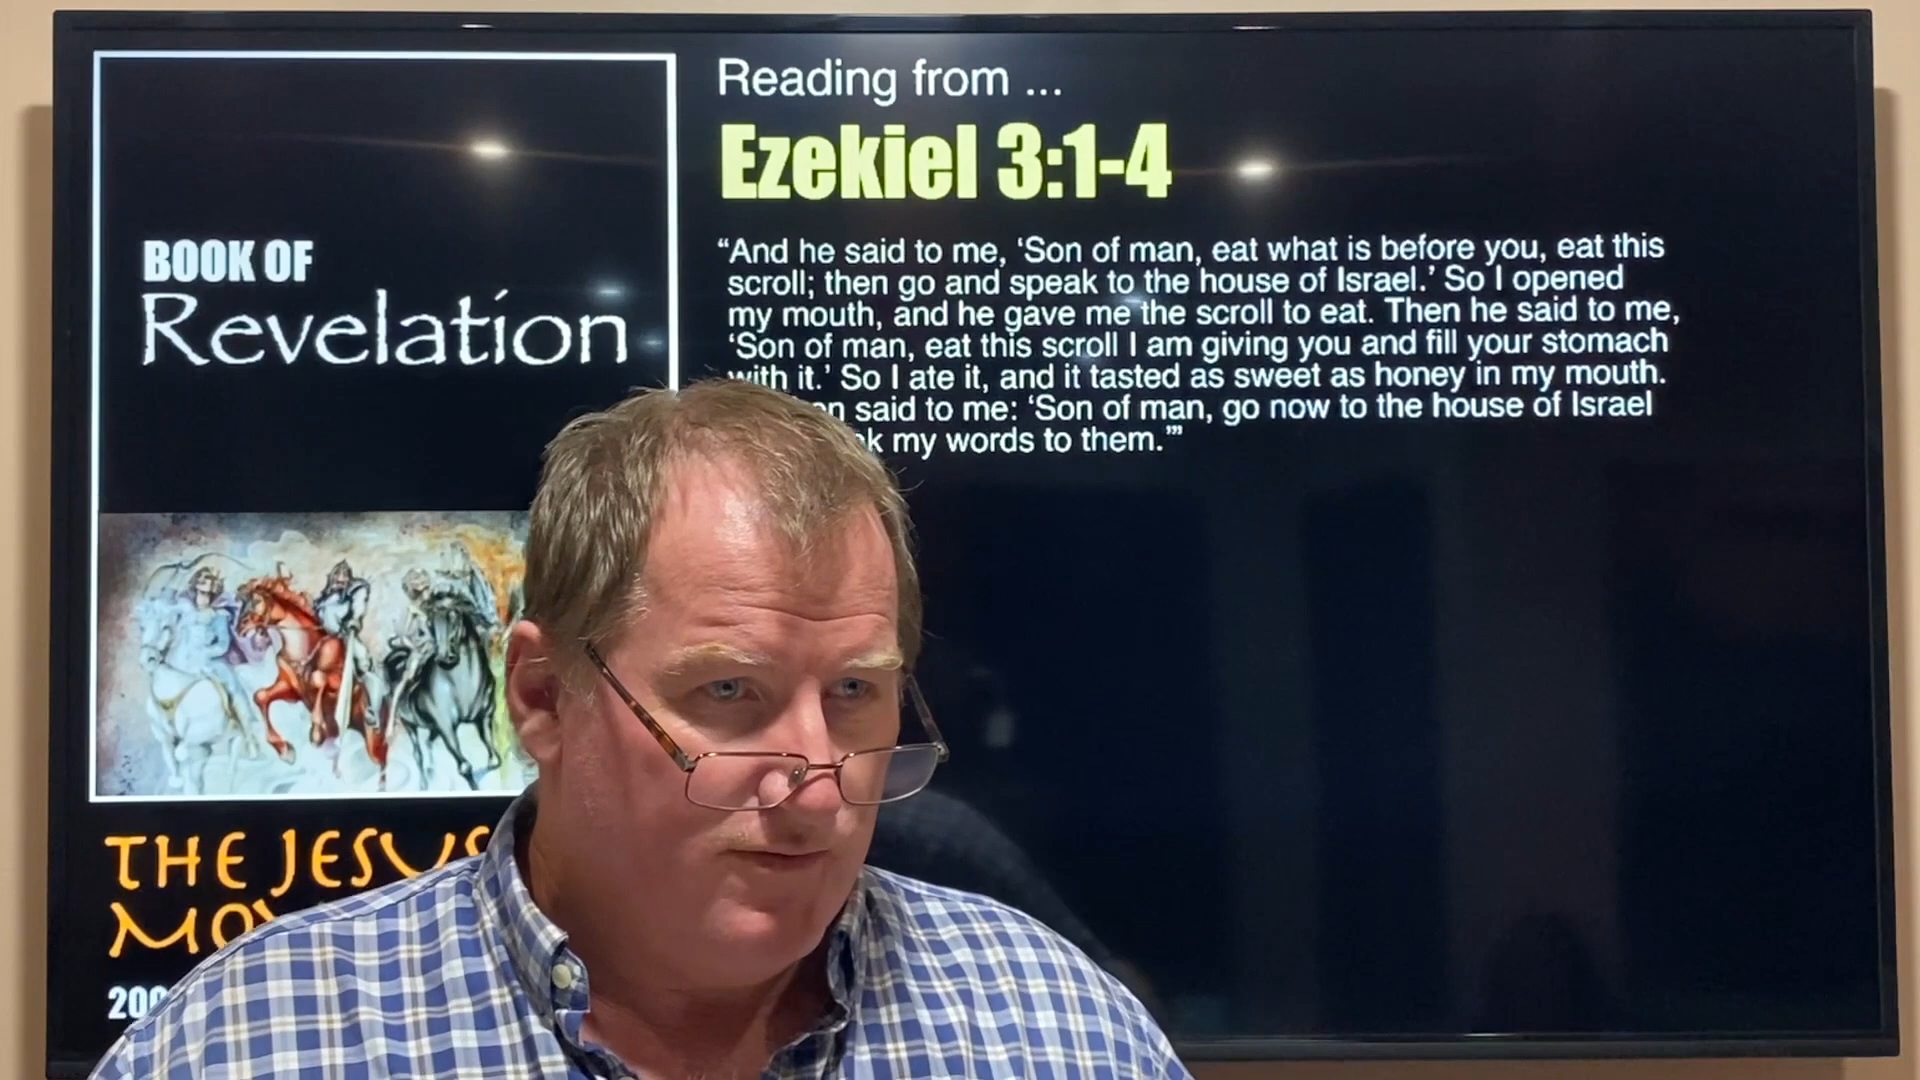 BOOK OF
Revelation
THE JESUS
Reading from ...
Ezekiel 3:1-4
“And he said to me, ‘Son of man, eat what is before you, eat this
scroll; then go and speak to the house of Israel.’ So I opened
my mouth, and he gave me the scroll to eat. Then he said to me,
‘Son of man, eat this scroll I am giving you and fill your stomach
with it.’ So I ate it, and it tasted as sweet as honey in my mouth.
said to me: ‘Son of man, go now to the house of Israel
my words to them.’”